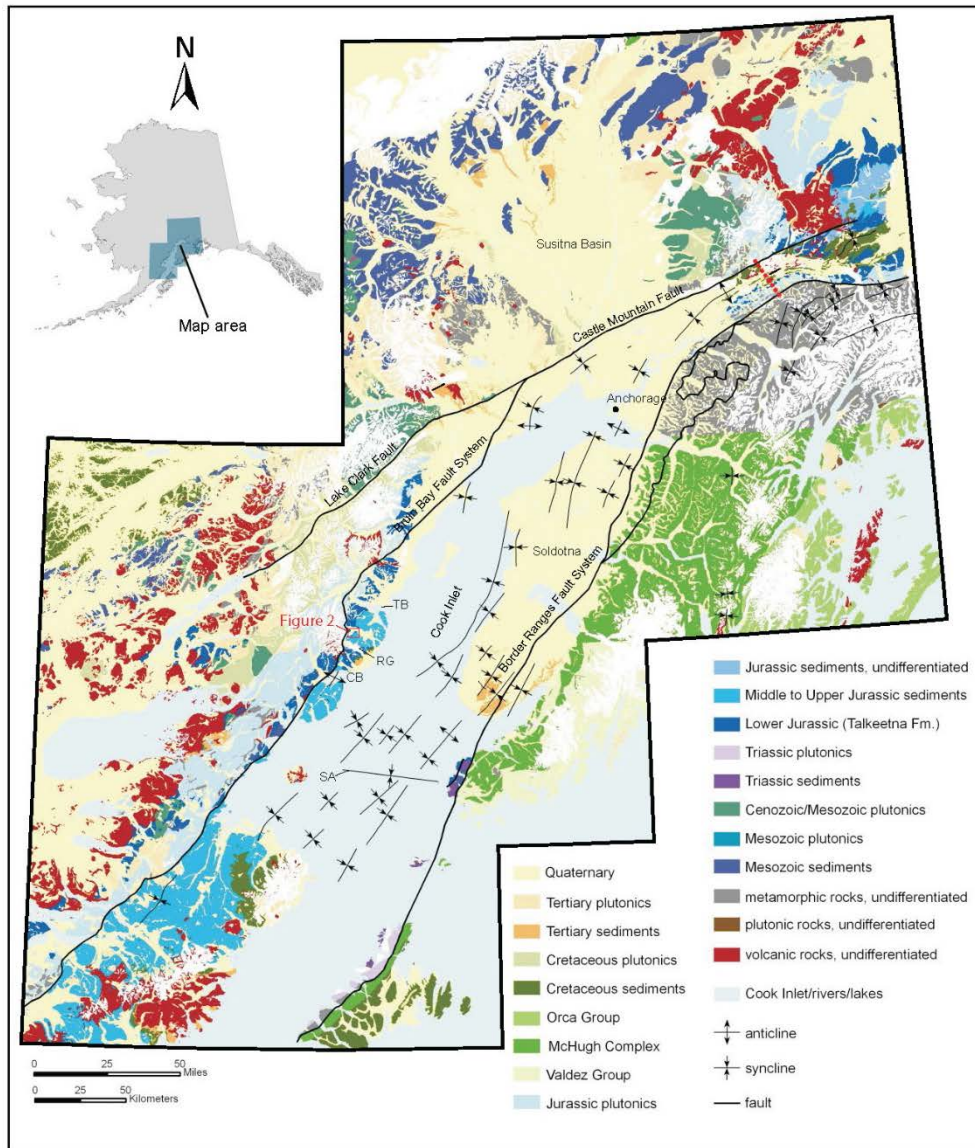 N
Map area
Susitna Basin
Castle Mountain Fault
Anchorage
Lake Clark Fault
Bruin Bay Fault System
Soldotna
Cook Inlet
Border Ranges Fault System
TB
Figure 2
RG
CB
SA
Jurassic sediments, undifferentiated
Middle to Upper Jurassic sediments
Lower Jurassic (Talkeetna Fm.)
Triassic plutonics
Triassic sediments
Cenozoic/Mesozoic plutonics
Mesozoic plutonics
Mesozoic sediments
metamorphic rocks, undifferentiated
plutonic rocks, undifferentiated
volcanic rocks, undifferentiated
Cook Inlet/rivers/lakes
anticline
syncline
fault
Quaternary
Tertiary plutonics
Tertiary sediments
Cretaceous plutonics
Cretaceous sediments
Orca Group
McHugh Complex
Valdez Group
Jurassic plutonics
0 25 50
Miles
0 25 50
Kilometers